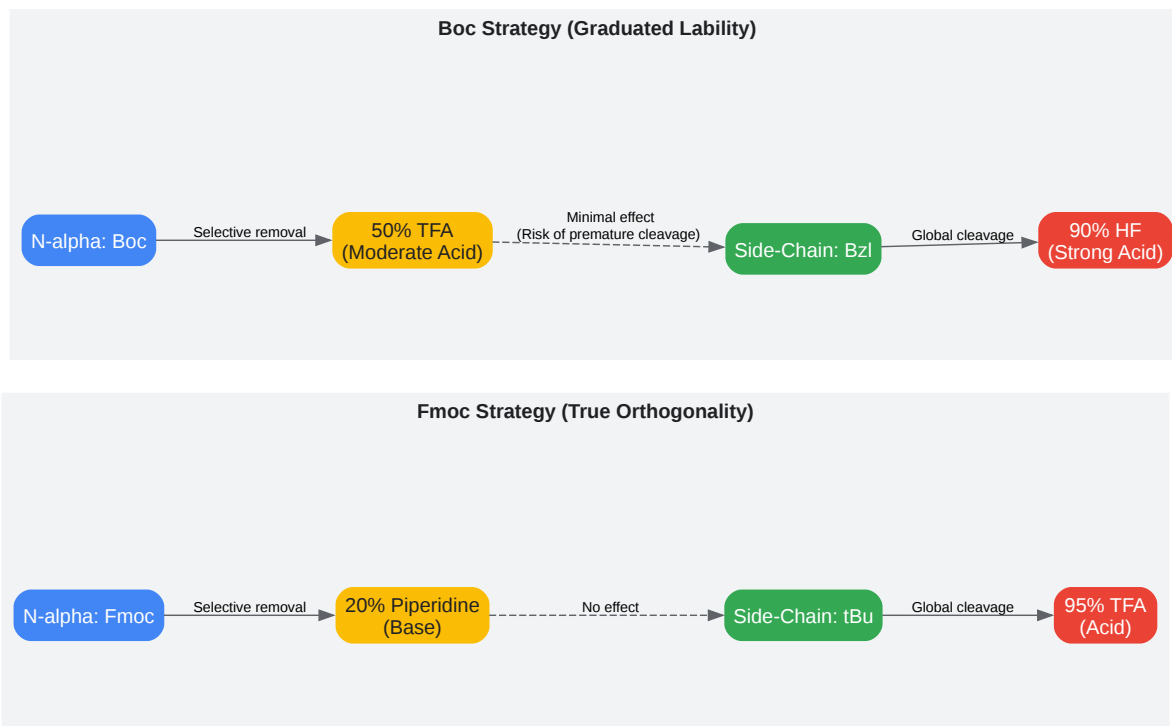 Boc Strategy (Graduated Lability)
N-alpha: Boc
Selective removal
50% TFA
(Moderate Acid)
Minimal effect
(Risk of premature cleavage)
Side-Chain: Bzl
Global cleavage
90% HF
(Strong Acid)
Fmoc Strategy (True Orthogonality)
N-alpha: Fmoc
Selective removal
20% Piperidine
(Base)
No effect
Side-Chain: tBu
Global cleavage
95% TFA
(Acid)